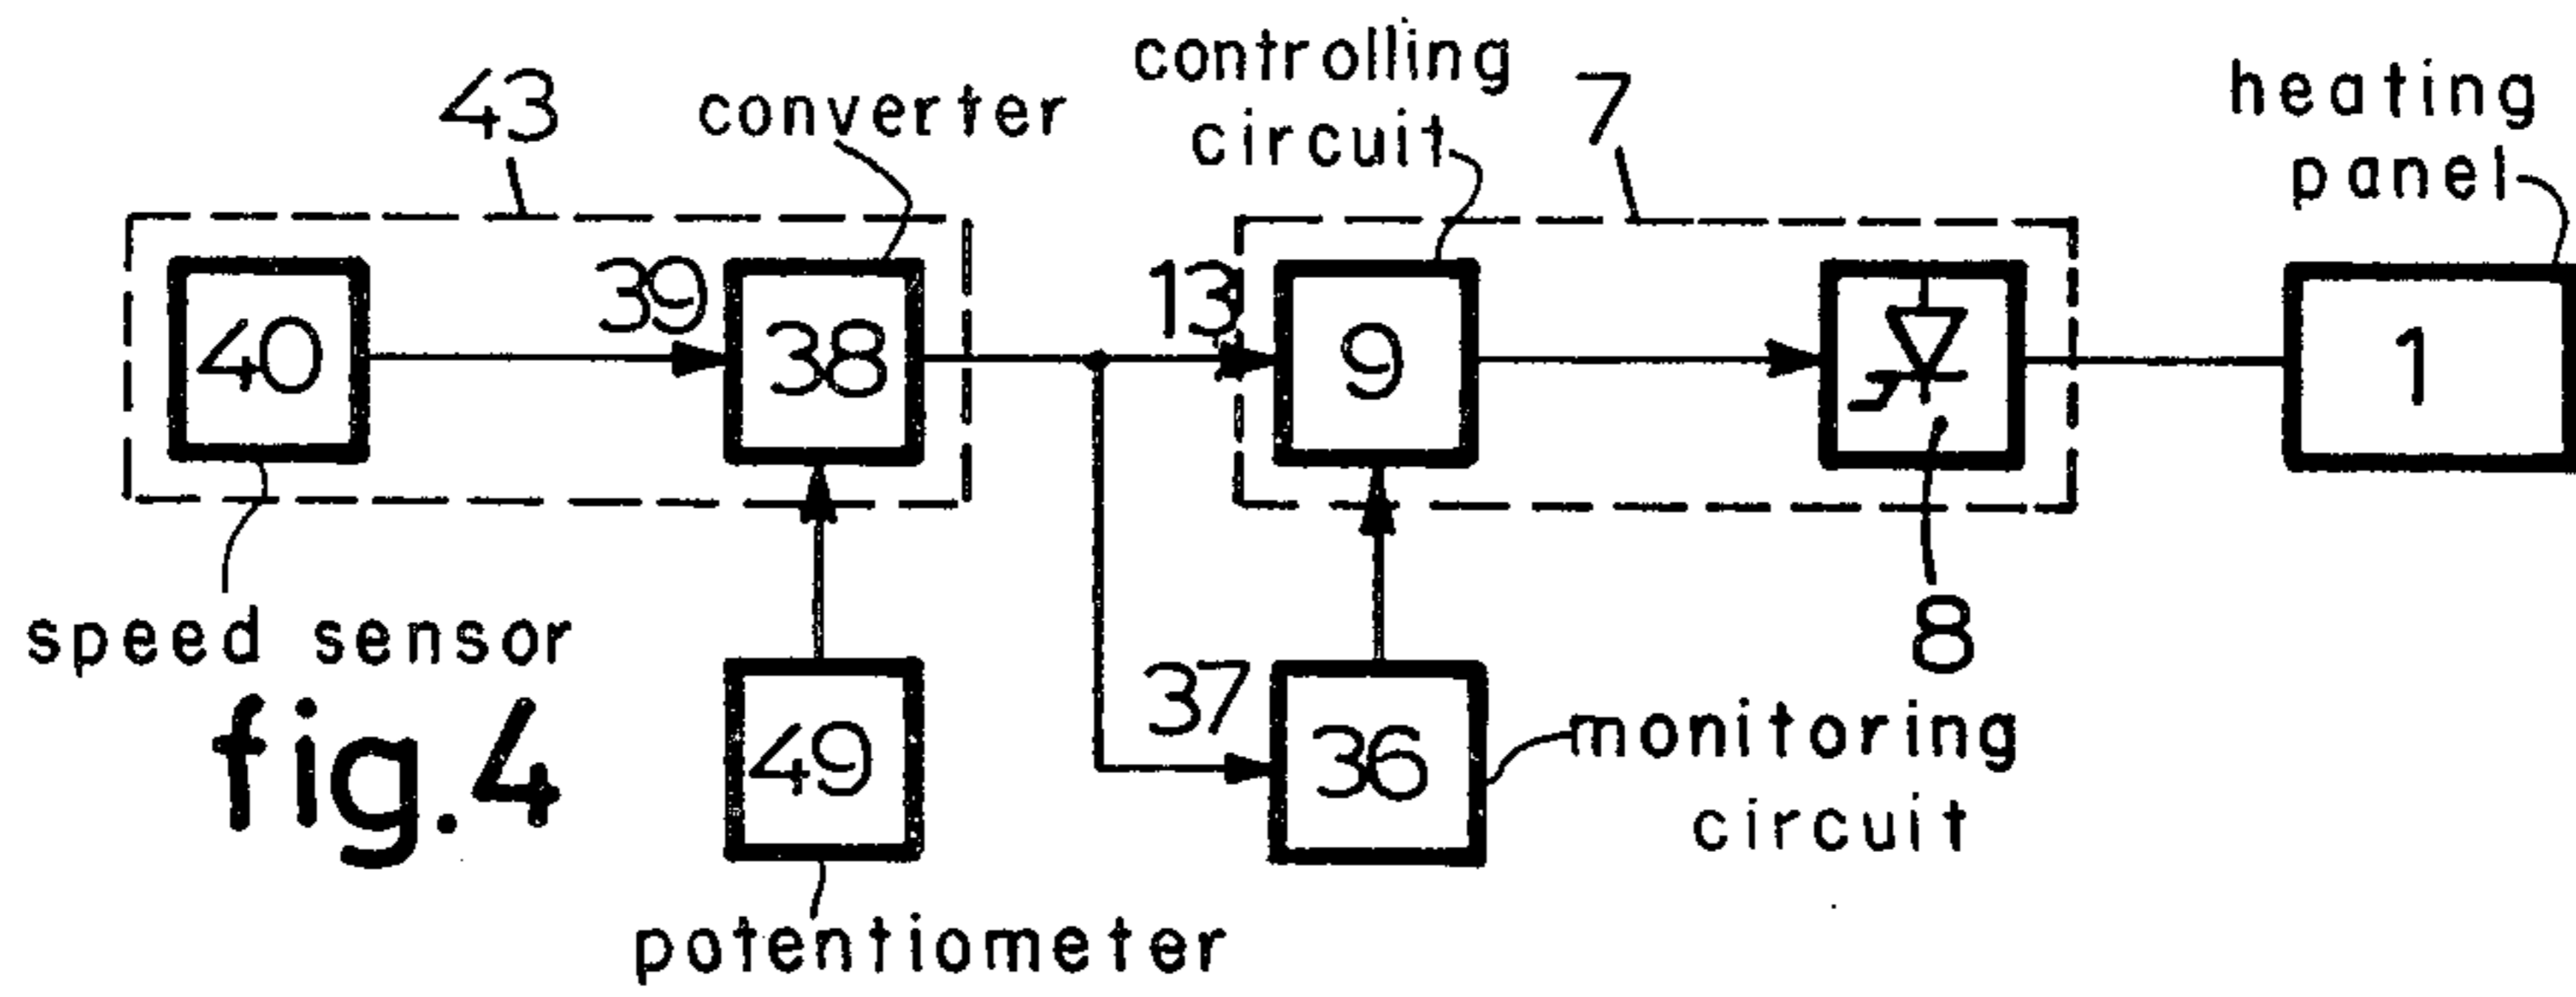 43
converter
controlling
circuit
7
heating
panel
40
39
38
13
9
8
1
speed sensor
fig.4
49
potentiometer
37
36
monitoring
circuit